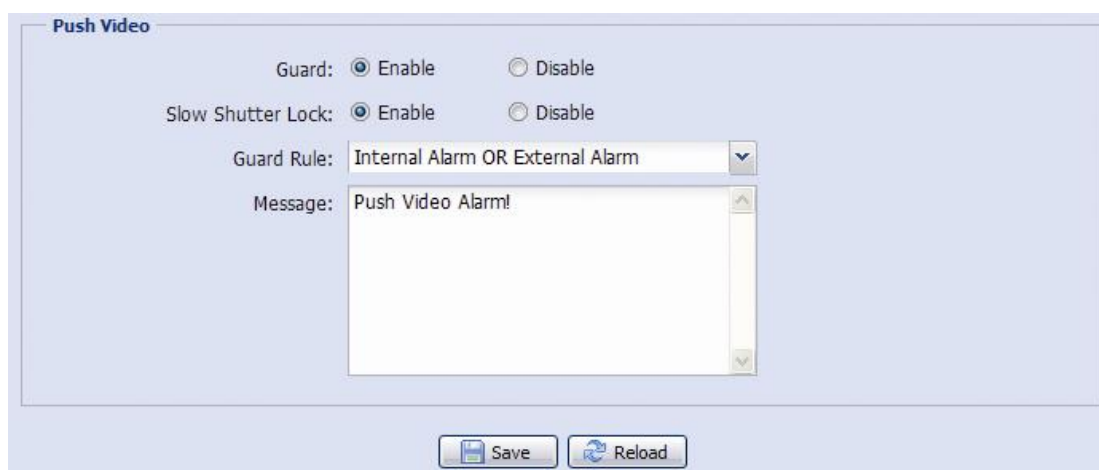 Push Video
Guard: Enable Disable
Slow Shutter Lock: Enable Disable
Guard Rule: Internal Alarm OR External Alarm
Message: Push Video Alarm!
Save Reload